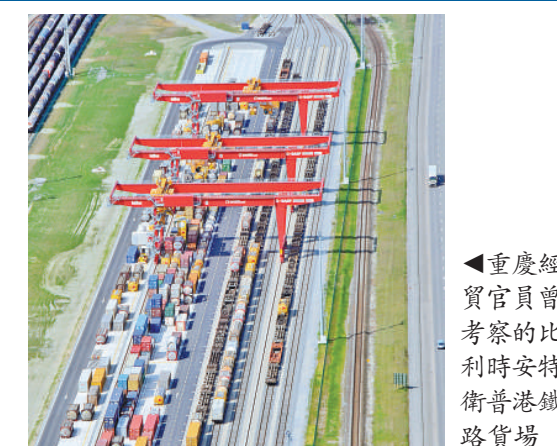 ◀重慶經
貿官員曾
考察的比
利時安特
衛普港鐵
路貨場